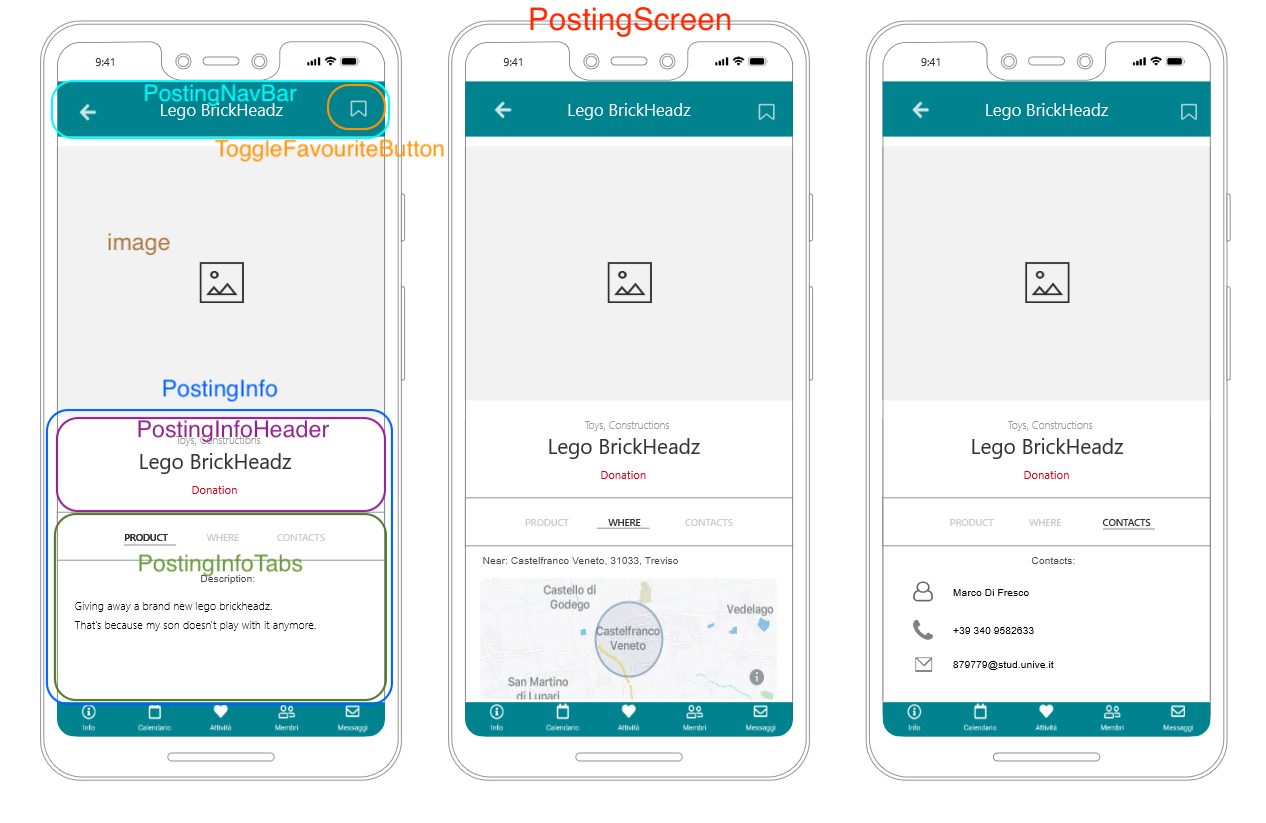 PostingScreen
9:41
PostingNavBar
Lego BrickHeadz
ToggleFavouriteButton
image
PostingInfo
PostingInfoHeader
Toys, Constructions
Lego BrickHeadz
Donation
PRODUCT WHERE CONTACTS
PostingInfoTabs
Description:
Giving away a brand new lego brickheadz.
That's because my son doesn't play with it anymore.
Info Calendario Attività Membri Messaggi
9:41
Lego BrickHeadz
Toys, Constructions
Lego BrickHeadz
Donation
PRODUCT WHERE CONTACTS
Near: Castelfranco Veneto, 31033, Treviso
Castello di
Godego
Vedelago
Castelfranco
Veneto
San Martino
di Lupari
Info Calendario Attività Membri Messaggi
9:41
Lego BrickHeadz
Toys, Constructions
Lego BrickHeadz
Donation
PRODUCT WHERE CONTACTS
Contacts:
Marco Di Fresco
+39 340 9582633
879779@stud.unive.it
Info Calendario Attività Membri Messaggi